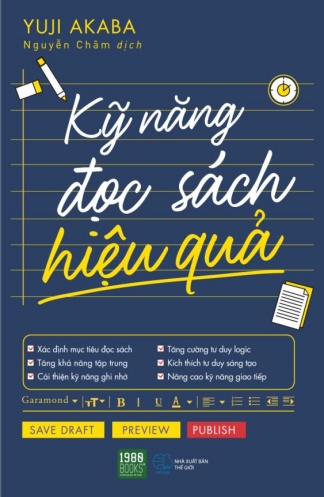 YUJI AKABA
Nguyễn Châm dịch
Kỹ năng
đọc sách
hiệu quả
Xác định mục tiêu đọc sách
Tăng khả năng tập trung
Cải thiện kỹ năng ghi nhớ
Tăng cường tư duy logic
Kích thích tư duy sáng tạo
Nâng cao kỹ năng giao tiếp
Garamond TT B I U A
SAVE DRAFT PREVIEW PUBLISH
1980 BOOKS
NHÀ XUẤT BẢN
THẾ GIỚI